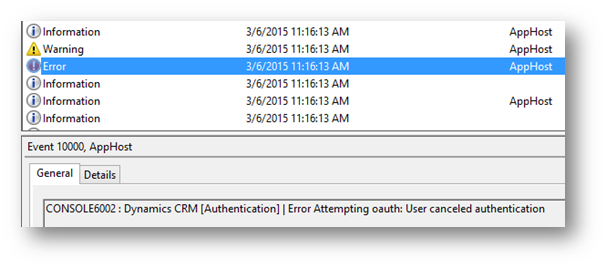 Information 3/6/2015 11:16:13 AM AppHost
Warning 3/6/2015 11:16:13 AM AppHost
Error 3/6/2015 11:16:13 AM AppHost
Information 3/6/2015 11:16:13 AM
Information 3/6/2015 11:16:13 AM AppHost
Information 3/6/2015 11:16:13 AM
Event 10000, AppHost
General Details
CONSOLE6002 : Dynamics CRM [Authentication] | Error Attempting oauth: User canceled authentication